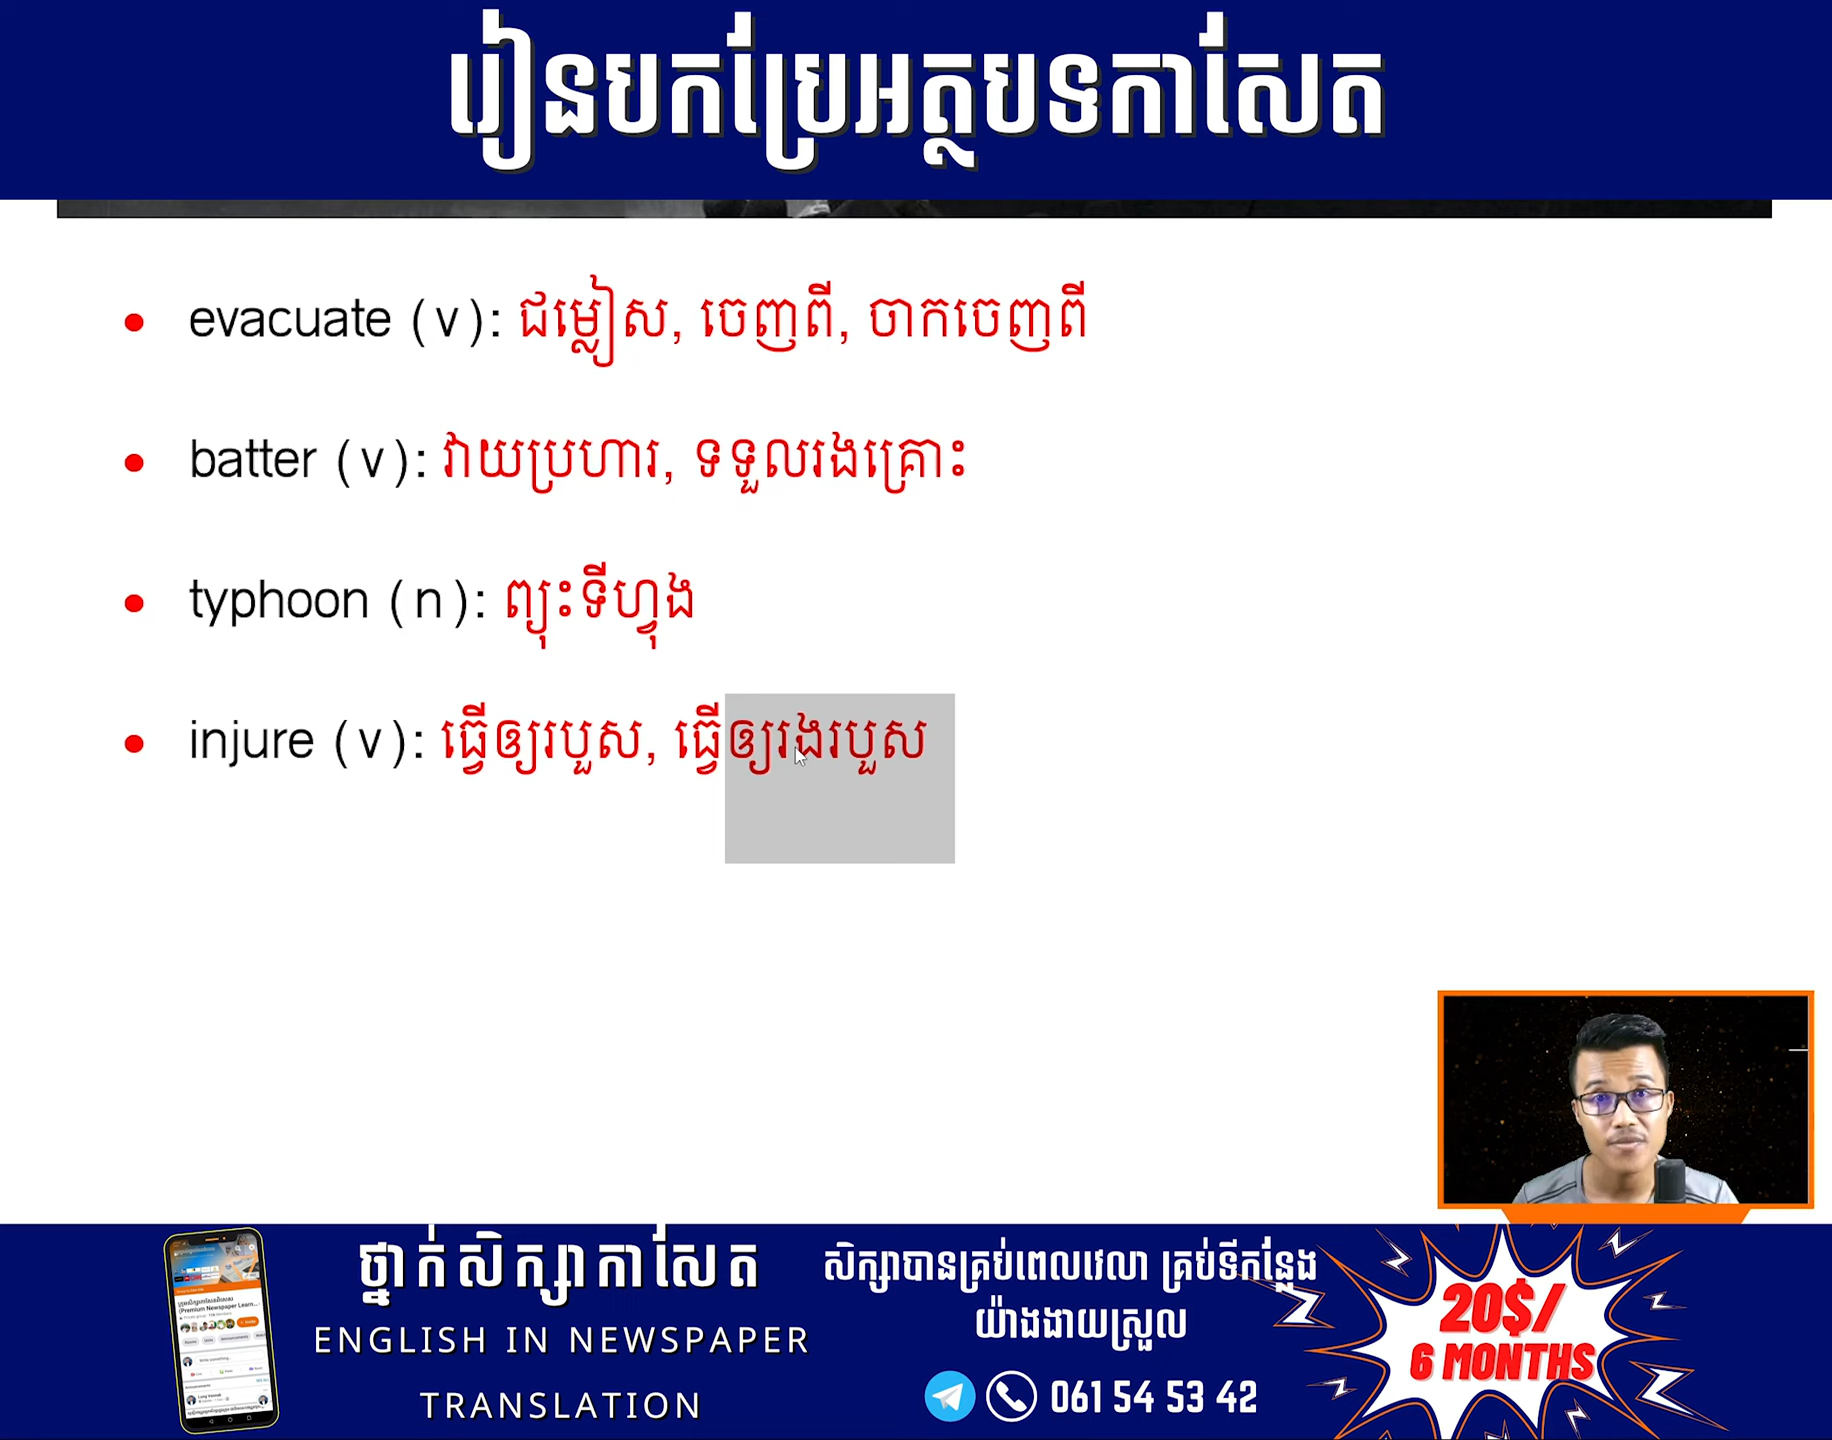 រៀនបកប្រែអត្ថបទកាសែត
• evacuate (v): ជម្លៀស, ចេញពី, ចាកចេញពី
• batter (v): វាយប្រហារ, ទទួលរងគ្រោះ
• typhoon (n): ព្យុះទីហ្វុង
• injure (v): ធ្វើឲ្យរបួស, ធ្វើឲ្យរងរបួស
ថ្នាក់សិក្សាកាសែត
ENGLISH IN NEWSPAPER
TRANSLATION
សិក្សាបានគ្រប់ពេលវេលា គ្រប់ទីកន្លែង
យ៉ាងងាយស្រួល
061 54 53 42
20$/
6 MONTHS